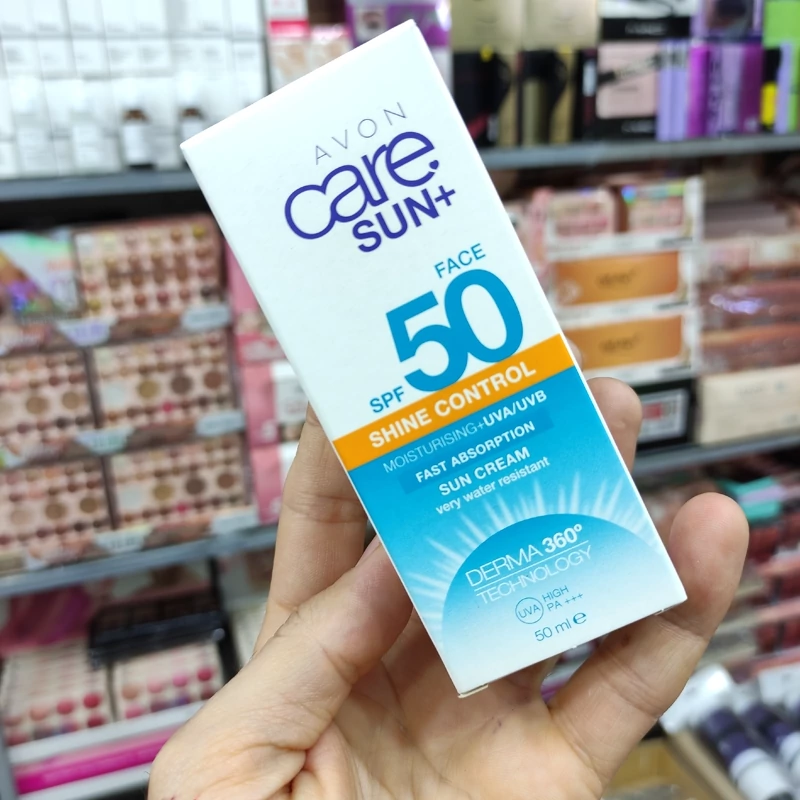 AVON
care
SUN+
FACE
SPF 50
SHINE CONTROL
MOISTURISING+UVA/UVB
FAST ABSORPTION
SUN CREAM
very water resistant
DERMA 360º
TECHNOLOGY
UVA HIGH
PA +++
50 ml e